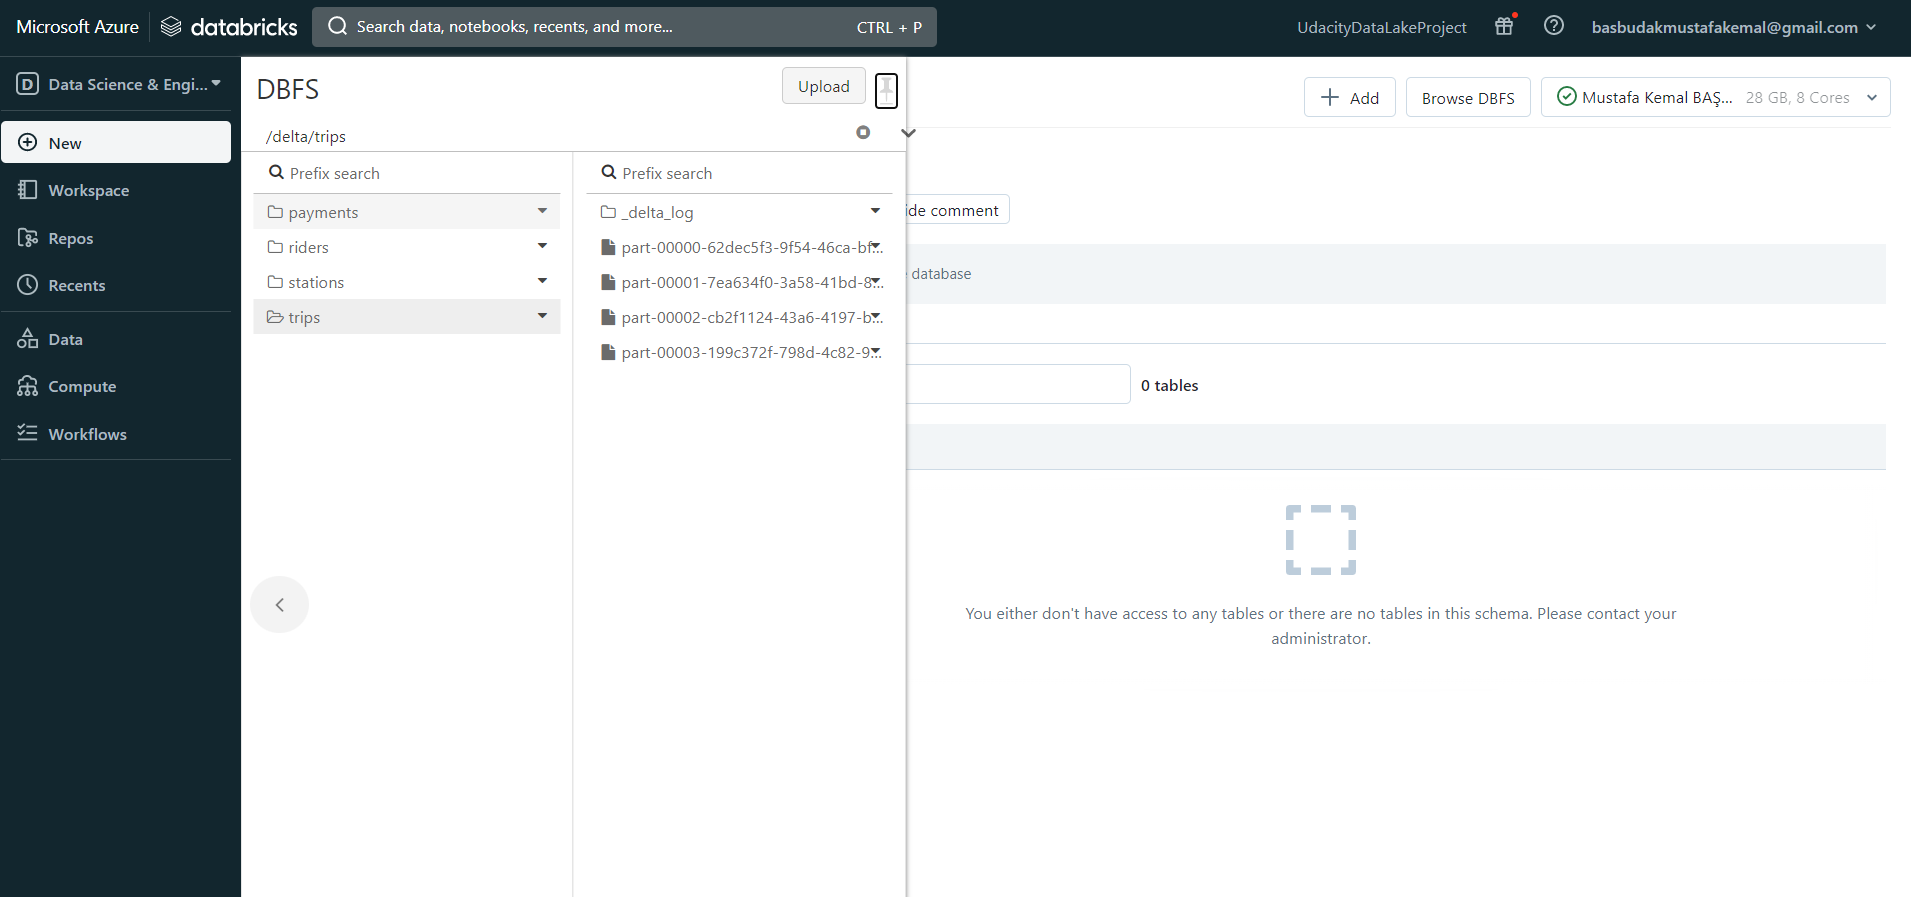 Microsoft Azure databricks Search data, notebooks, recents, and more... CTRL + P UdacityDataLakeProject basbudakmustafakemal@gmail.com
D Data Science & Engi...
New
Workspace
Repos
Recents
Data
Compute
Workflows
DBFS Upload
/delta/trips
Prefix search
payments
riders
stations
trips
Prefix search
_delta_log
part-00000-62dec5f3-9f54-46ca-bf...
part-00001-7ea634f0-3a58-41bd-8...
part-00002-cb2f1124-43a6-4197-b...
part-00003-199c372f-798d-4c82-9...
Add Browse DBFS Mustafa Kemal BAŞ... 28 GB, 8 Cores
ide comment
database
0 tables
You either don't have access to any tables or there are no tables in this schema. Please contact your
administrator.